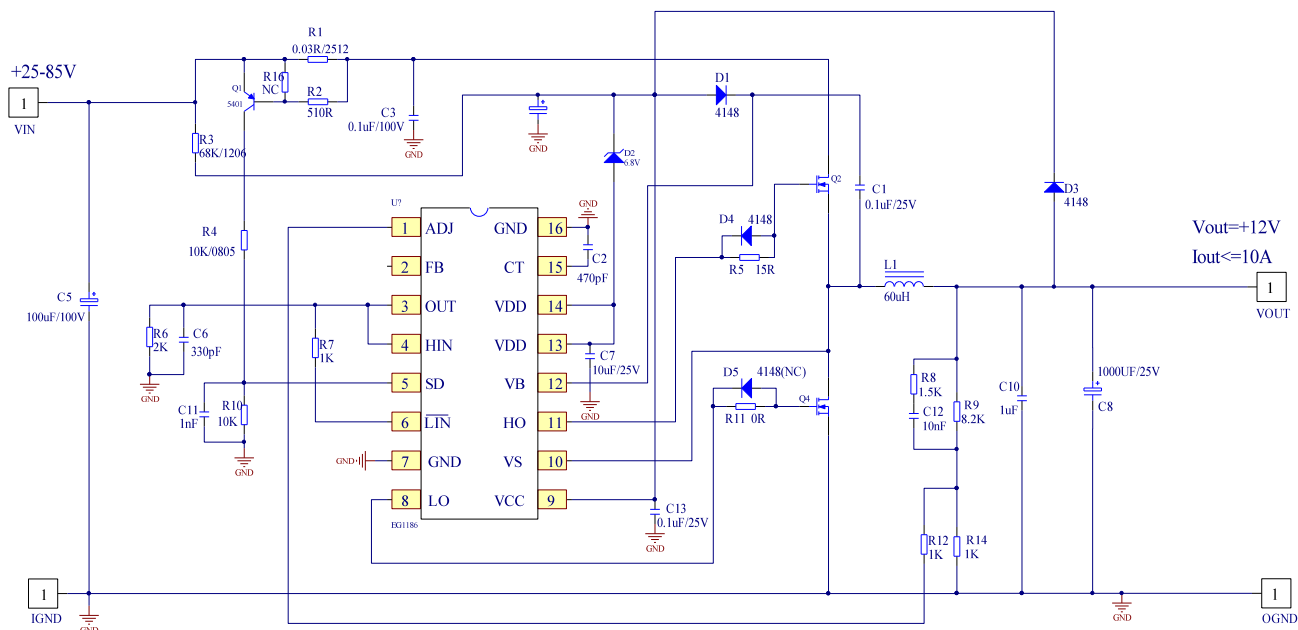 +25-85V
1
VIN
R1
0.03R/2512
R16
NC
R2
510R
Q1
5401
R3
68K/1206
C3
0.1uF/100V
GND
GND
D1
4148
D2
6.8V
Q2
C1
0.1uF/25V
D3
4148
Vout=+12V
Iout<=10A
1
VOUT
R4
10K/0805
U?
1 ADJ
2 FB
3 OUT
4 HIN
5 SD
6 LIN
7 GND
8 LO
GND 16
CT 15
VDD 14
VDD 13
VB 12
HO 11
VS 10
VCC 9
EG1186
GND
C2
470pF
D4 4148
R5 15R
L1
60uH
C5
100uF/100V
R6
2K
C6
330pF
GND
R7
1K
C7
10uF/25V
GND
C11
1nF
R10
10K
GND
GND
D5 4148(NC)
R11 0R
Q4
R8
1.5K
C12
10nF
R9
8.2K
C10
1uF
1000UF/25V
C8
C13
0.1uF/25V
GND
R12
1K
R14
1K
1
IGND
GND
GND
1
OGND